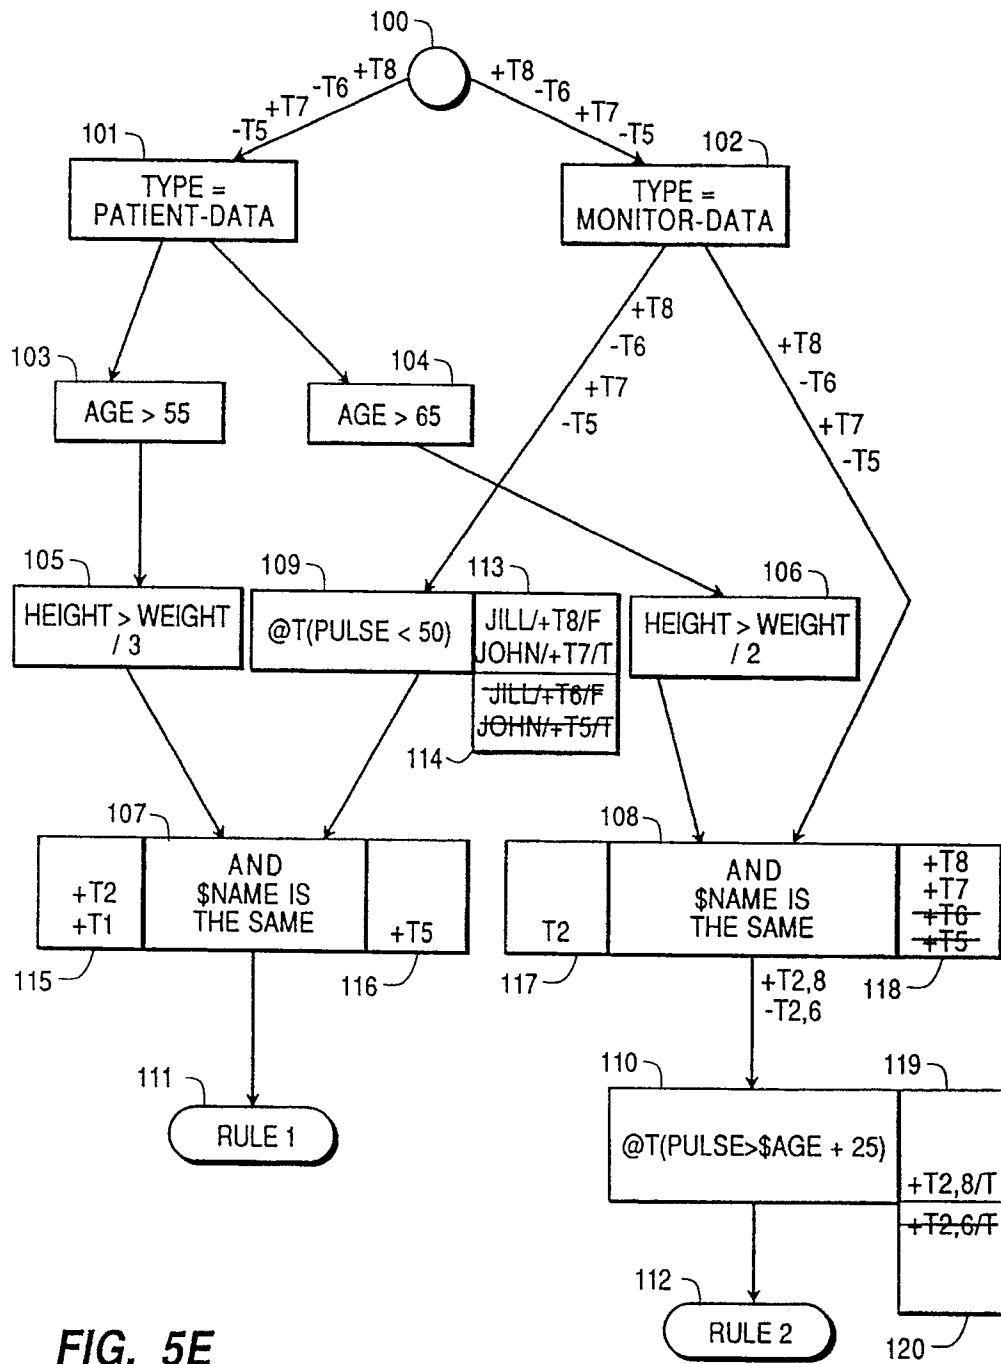 100
-T5 +T7 -T6 +T8
+T8 -T6 +T7 -T5
101
TYPE =
PATIENT-DATA
102
TYPE =
MONITOR-DATA
+T8
-T6
+T7
-T5
+T8
-T6
+T7
-T5
103
AGE > 55
104
AGE > 65
105
HEIGHT > WEIGHT
/ 3
109
@T(PULSE < 50)
113
JILL/+T8/F
JOHN/+T7/T
JILL/+T6/F
JOHN/+T5/T
114
106
HEIGHT > WEIGHT
/ 2
107
+T2
+T1
115
AND
$NAME IS
THE SAME
+T5
116
108
T2
117
AND
$NAME IS
THE SAME
+T8
+T7
+T6
+T5
118
+T2,8
-T2,6
111
RULE 1
110
@T(PULSE>$AGE + 25)
119
+T2,8/T
+T2,6/T
120
112
RULE 2
FIG. 5E